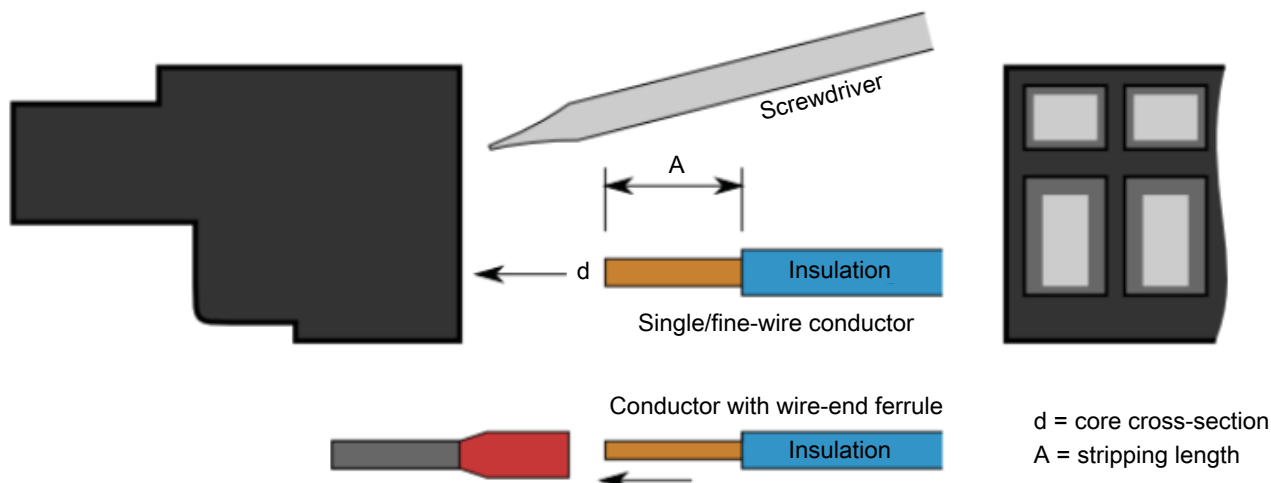 Screwdriver
A
d
Insulation
Single/fine-wire conductor
Conductor with wire-end ferrule
Insulation
d = core cross-section
A = stripping length